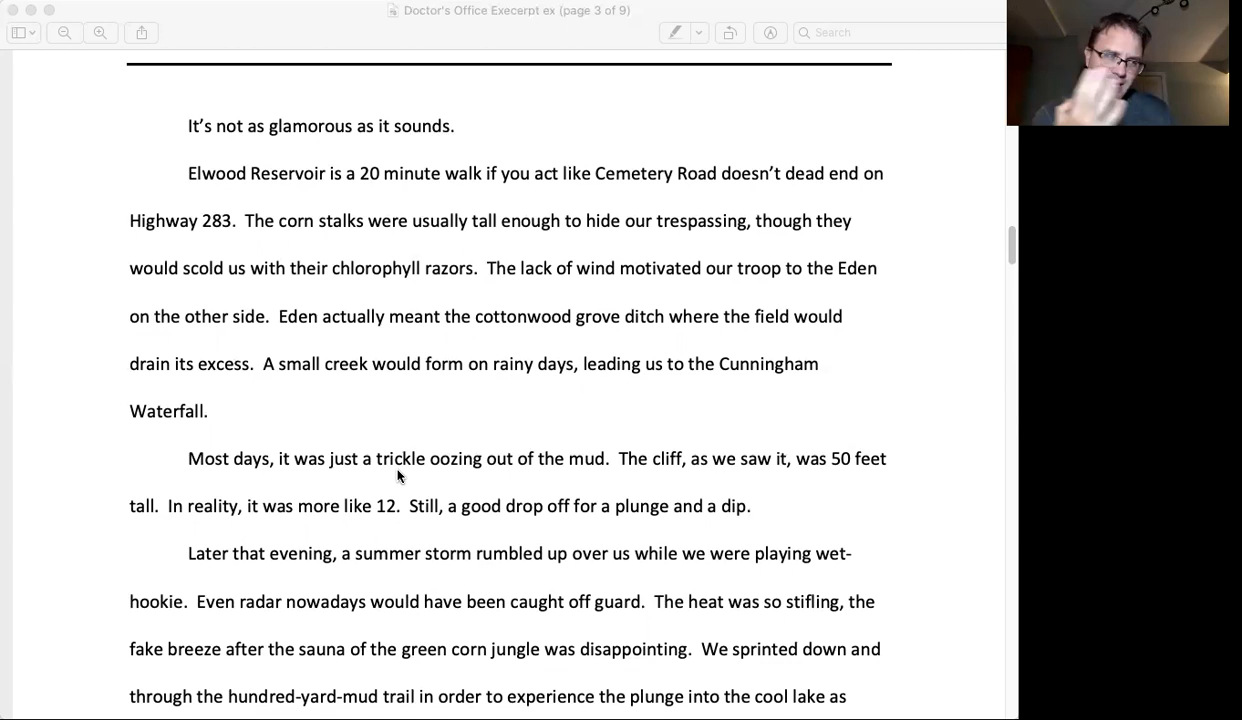 Doctor's Office Execerpt ex (page 3 of 9)
Search
It’s not as glamorous as it sounds.
Elwood Reservoir is a 20 minute walk if you act like Cemetery Road doesn’t dead end on
Highway 283.  The corn stalks were usually tall enough to hide our trespassing, though they
would scold us with their chlorophyll razors.  The lack of wind motivated our troop to the Eden
on the other side.  Eden actually meant the cottonwood grove ditch where the field would
drain its excess.  A small creek would form on rainy days, leading us to the Cunningham
Waterfall.
Most days, it was just a trickle oozing out of the mud.  The cliff, as we saw it, was 50 feet
tall.  In reality, it was more like 12.  Still, a good drop off for a plunge and a dip.
Later that evening, a summer storm rumbled up over us while we were playing wet-
hookie.  Even radar nowadays would have been caught off guard.  The heat was so stifling, the
fake breeze after the sauna of the green corn jungle was disappointing.  We sprinted down and
through the hundred-yard-mud trail in order to experience the plunge into the cool lake as